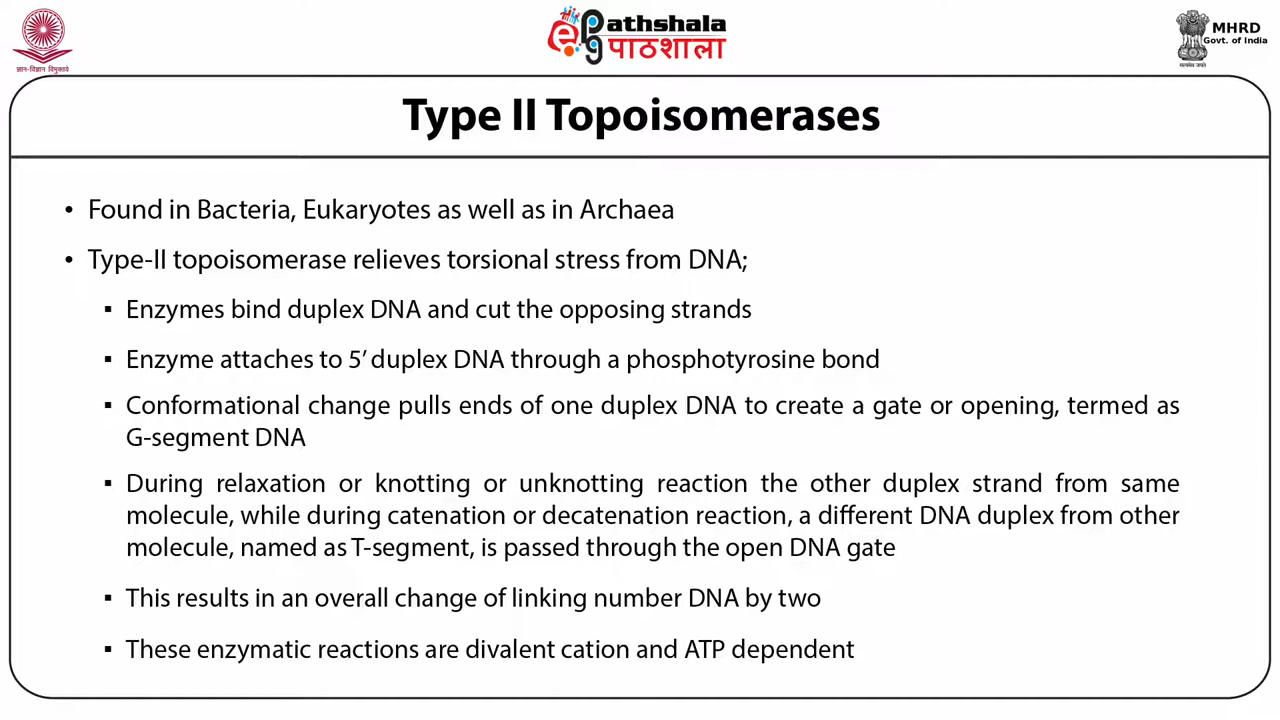 ज्ञान-विज्ञान विमुक्तये
ePG Pathshala
पाठशाला
सत्यमेव जयते
MHRD
Govt. of India
Type II Topoisomerases
• Found in Bacteria, Eukaryotes as well as in Archaea
• Type-II topoisomerase relieves torsional stress from DNA;
▪ Enzymes bind duplex DNA and cut the opposing strands
▪ Enzyme attaches to 5’ duplex DNA through a phosphotyrosine bond
▪ Conformational change pulls ends of one duplex DNA to create a gate or opening, termed as
G-segment DNA
▪ During relaxation or knotting or unknotting reaction the other duplex strand from same
molecule, while during catenation or decatenation reaction, a different DNA duplex from other
molecule, named as T-segment, is passed through the open DNA gate
▪ This results in an overall change of linking number DNA by two
▪ These enzymatic reactions are divalent cation and ATP dependent